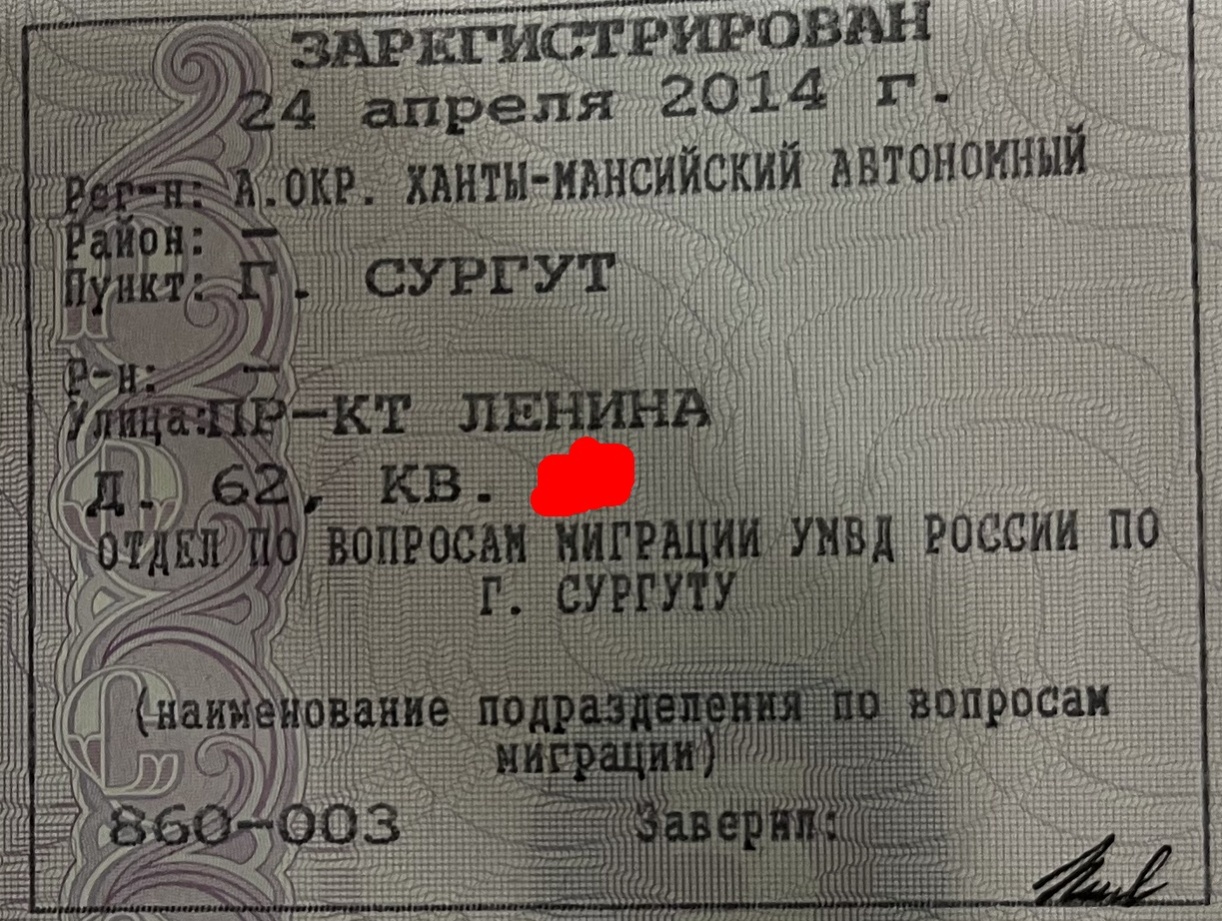 ЗАРЕГИСТРИРОВАН
24 апреля 2014 г.
Рег-н: А.ОКР. ХАНТЫ-МАНСИЙСКИЙ АВТОНОМНЫЙ
Район: —
Пункт: Г. СУРГУТ
Р-н: —
Улица:ПР-КТ ЛЕНИНА
Д. 62, КВ.
ОТДЕЛ ПО ВОПРОСАМ МИГРАЦИИ УМВД РОССИИ ПО
Г. СУРГУТУ
(наименование подразделения по вопросам
миграции)
860-003 Заверил: